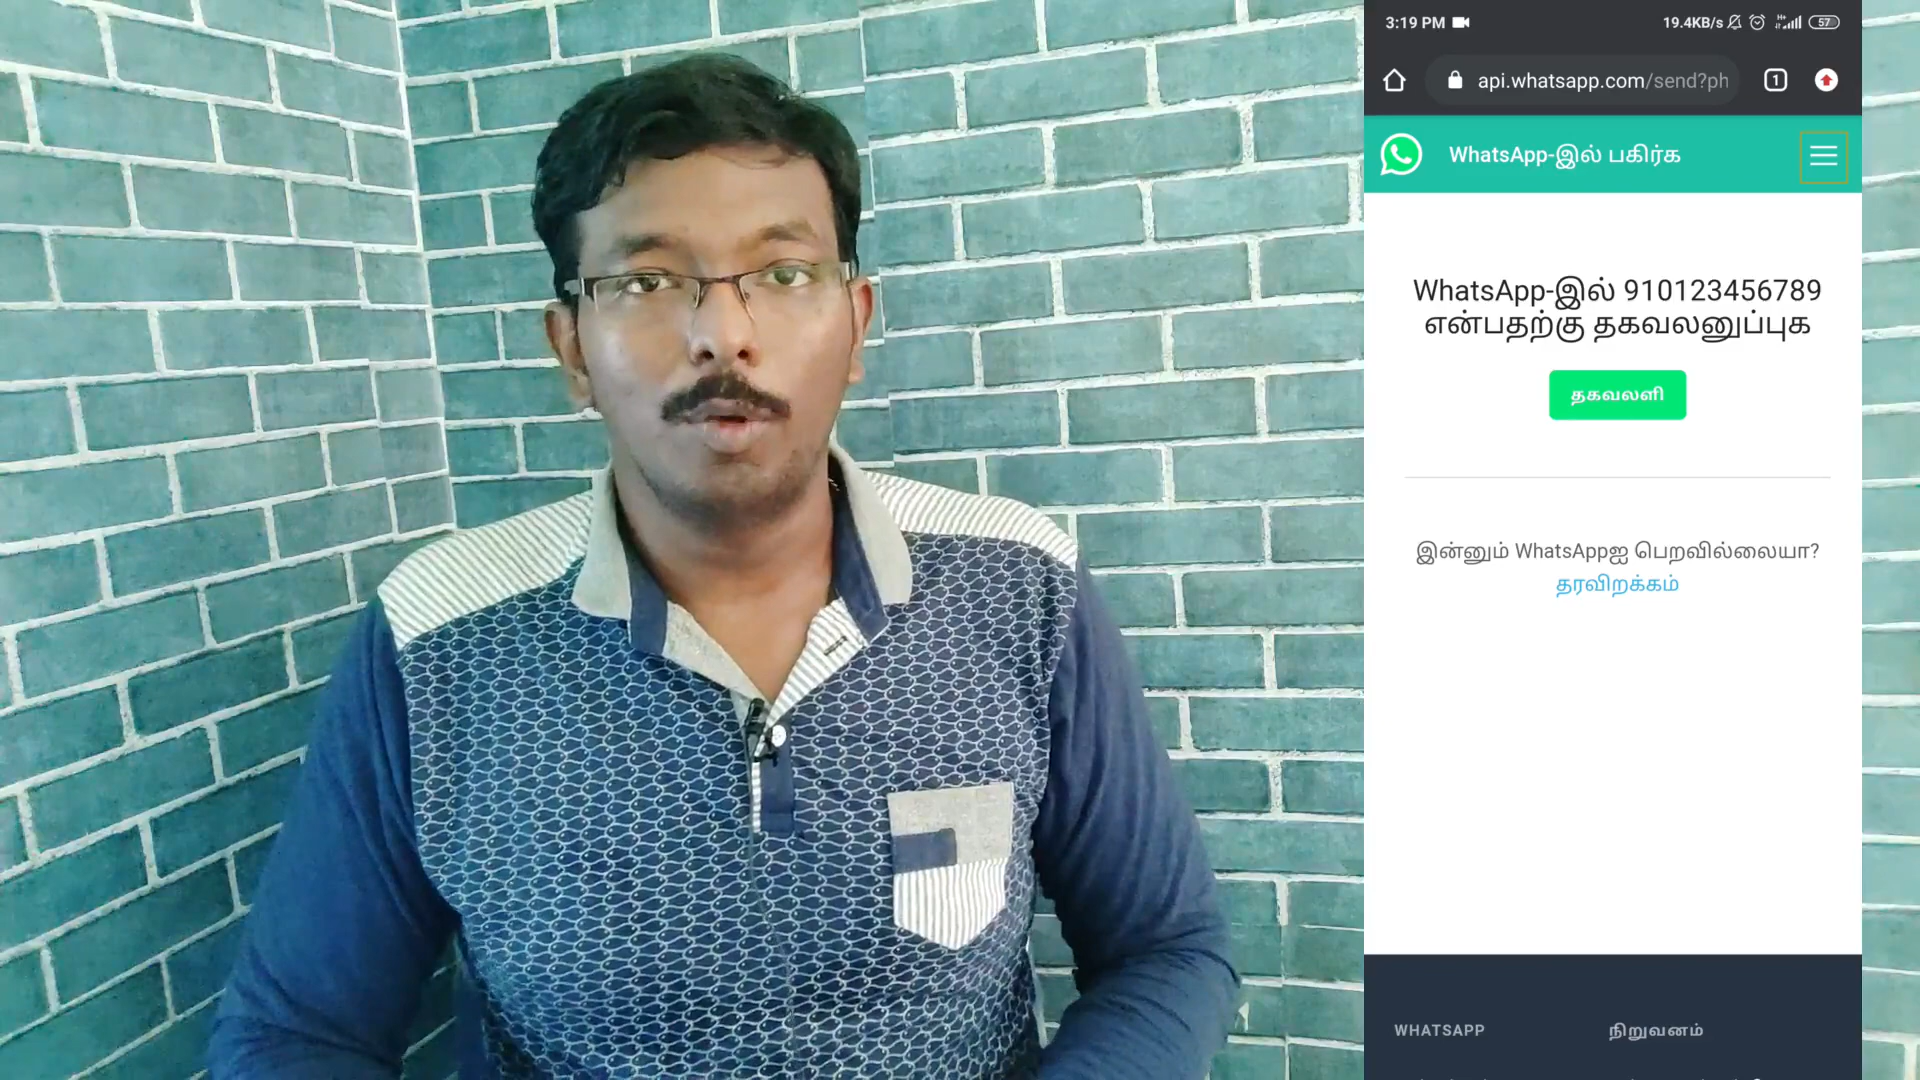 3:19 PM
19.4KB/s
H+
57
api.whatsapp.com/send?ph
1
WhatsApp-இல் பகிர்க
WhatsApp-இல் 910123456789
என்பதற்கு தகவலனுப்புக
தகவலளி
இன்னும் WhatsAppஐ பெறவில்லையா?
தரவிறக்கம்
WHATSAPP
நிறுவனம்